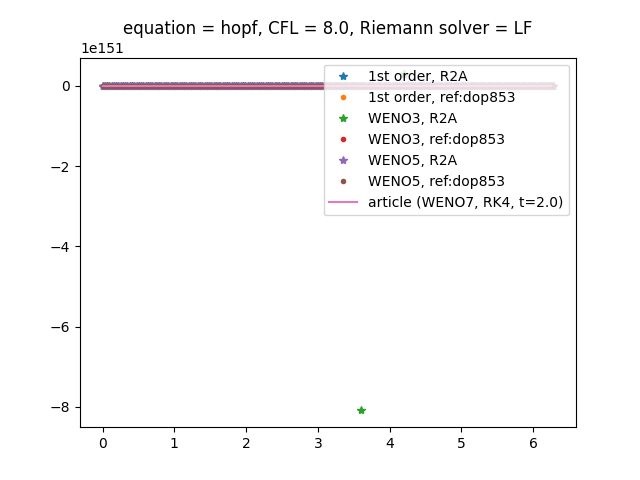 equation = hopf, CFL = 8.0, Riemann solver = LF
1e151
1st order, R2A
1st order, ref:dop853
WENO3, R2A
WENO3, ref:dop853
WENO5, R2A
WENO5, ref:dop853
article (WENO7, RK4, t=2.0)
0
−2
−4
−6
−8
0 1 2 3 4 5 6